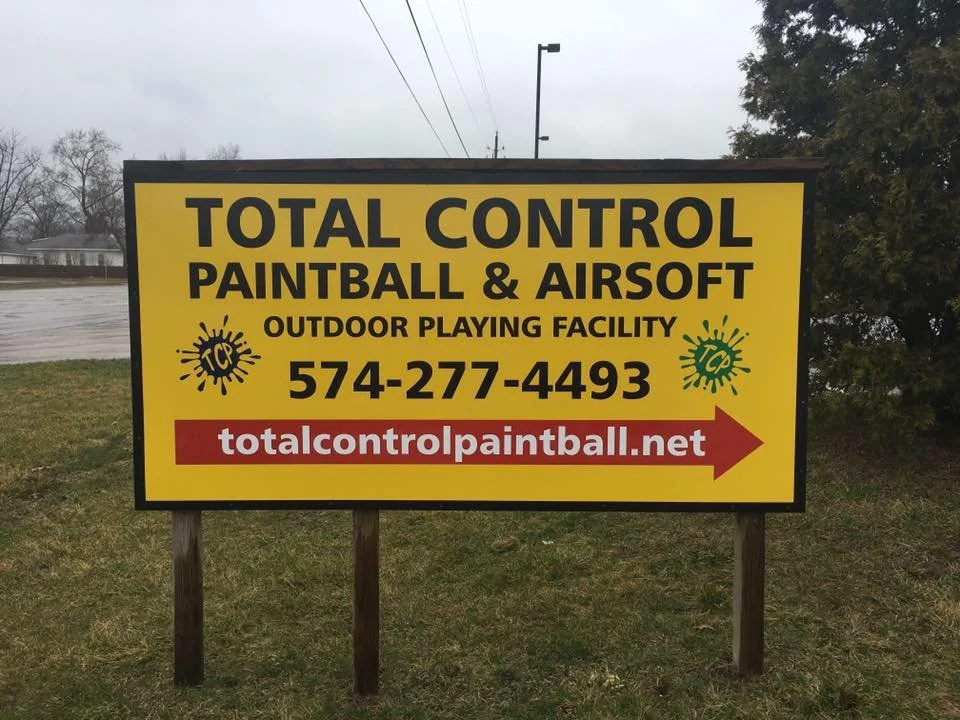 TOTAL CONTROL
PAINTBALL & AIRSOFT
OUTDOOR PLAYING FACILITY
TCP
574-277-4493
TCP
totalcontrolpaintball.net